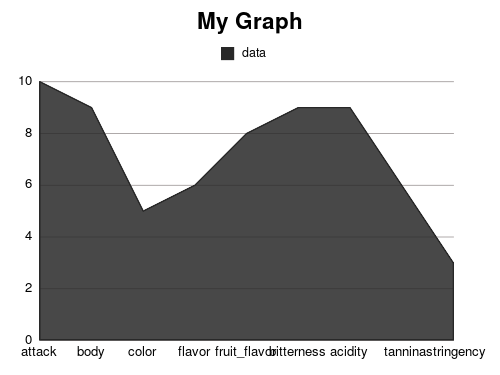 My Graph
data
10
8
6
4
2
0
attack body color flavor fruit_flavor bitterness acidity tannin astringency